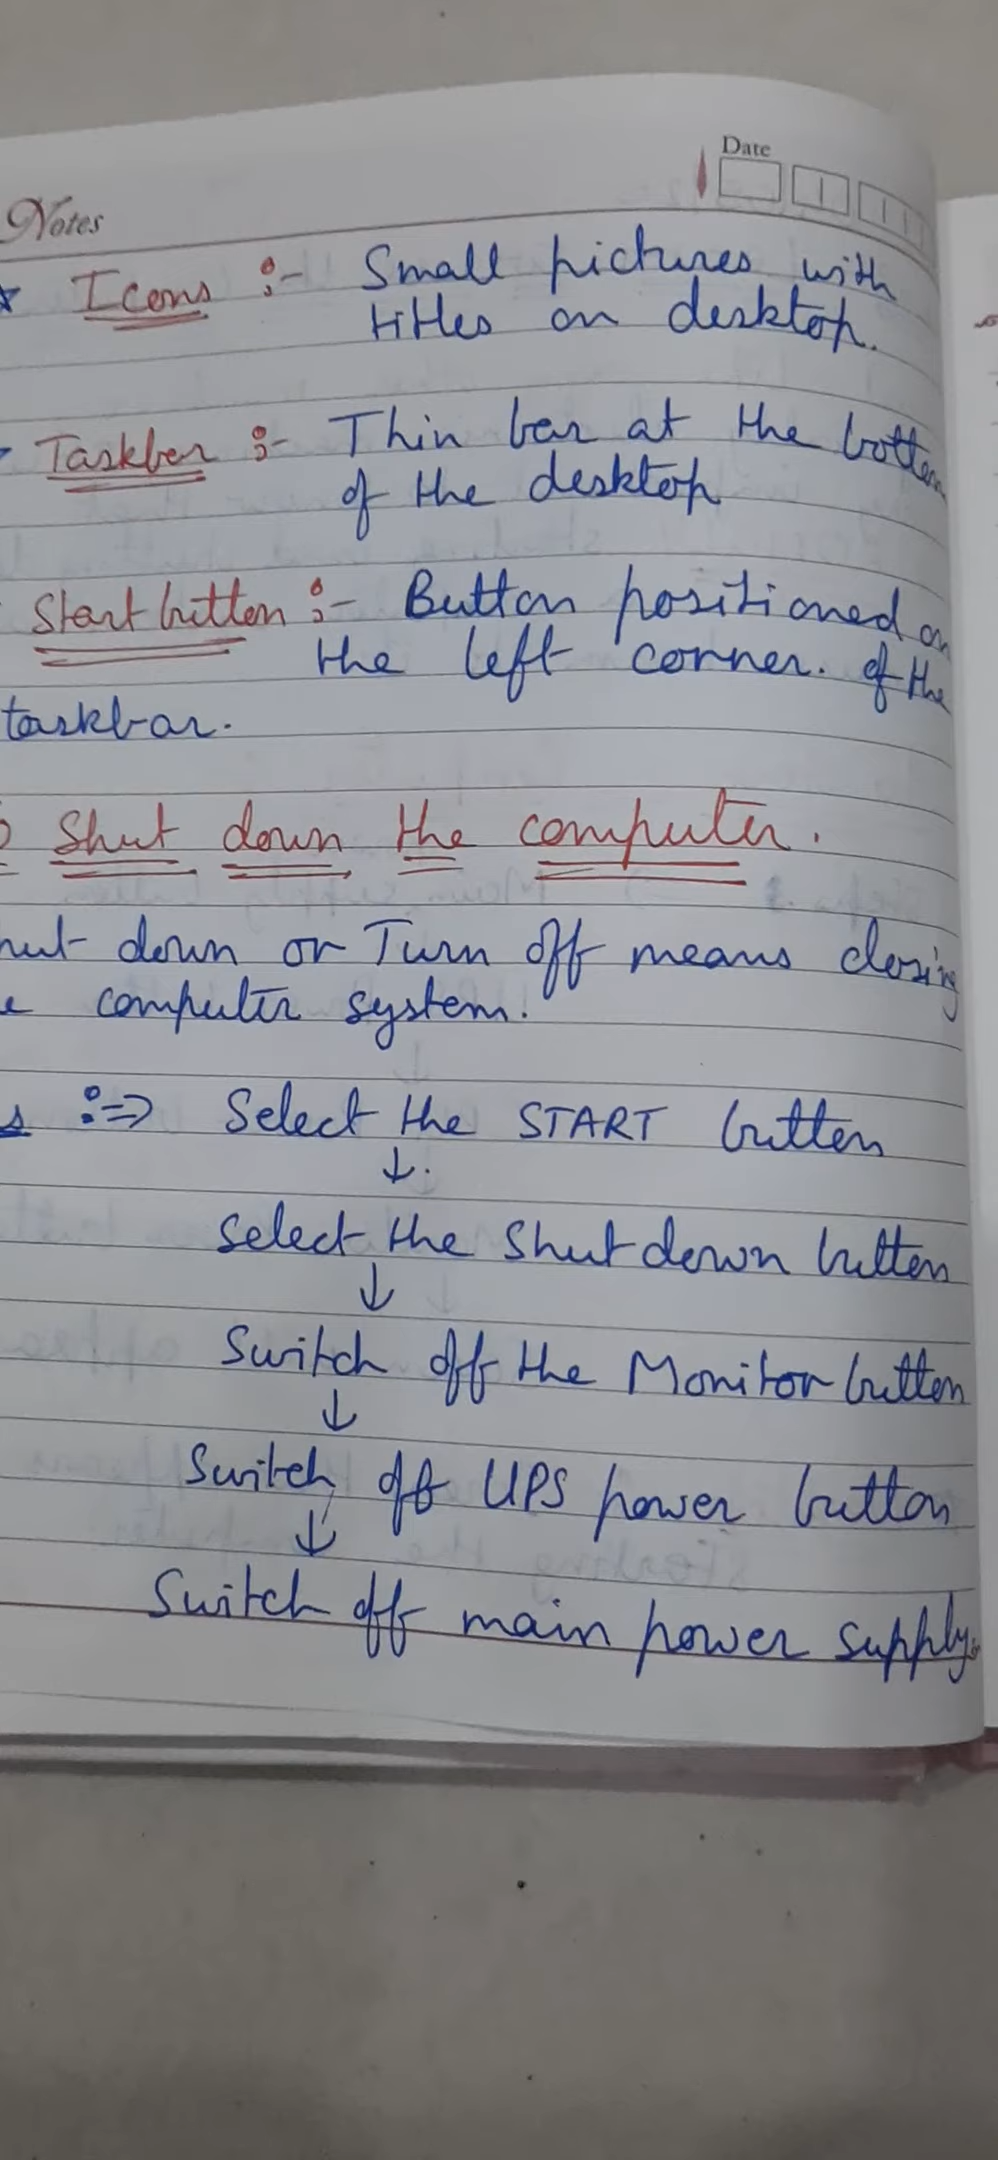 Date
Notes
Icons :- Small pictures with
titles on desktop.
Taskbar :- Thin bar at the bottom
of the desktop
Start button :- Button positioned on
the left corner. of the
taskbar.
Shut down the computer.
hut down or Turn off means closing
e computer system.
s :⇒ Select the START button
↓
Select the Shut down button
↓
Switch off the Monitor button
↓
Switch off UPS power button
↓
Switch off main power supply.